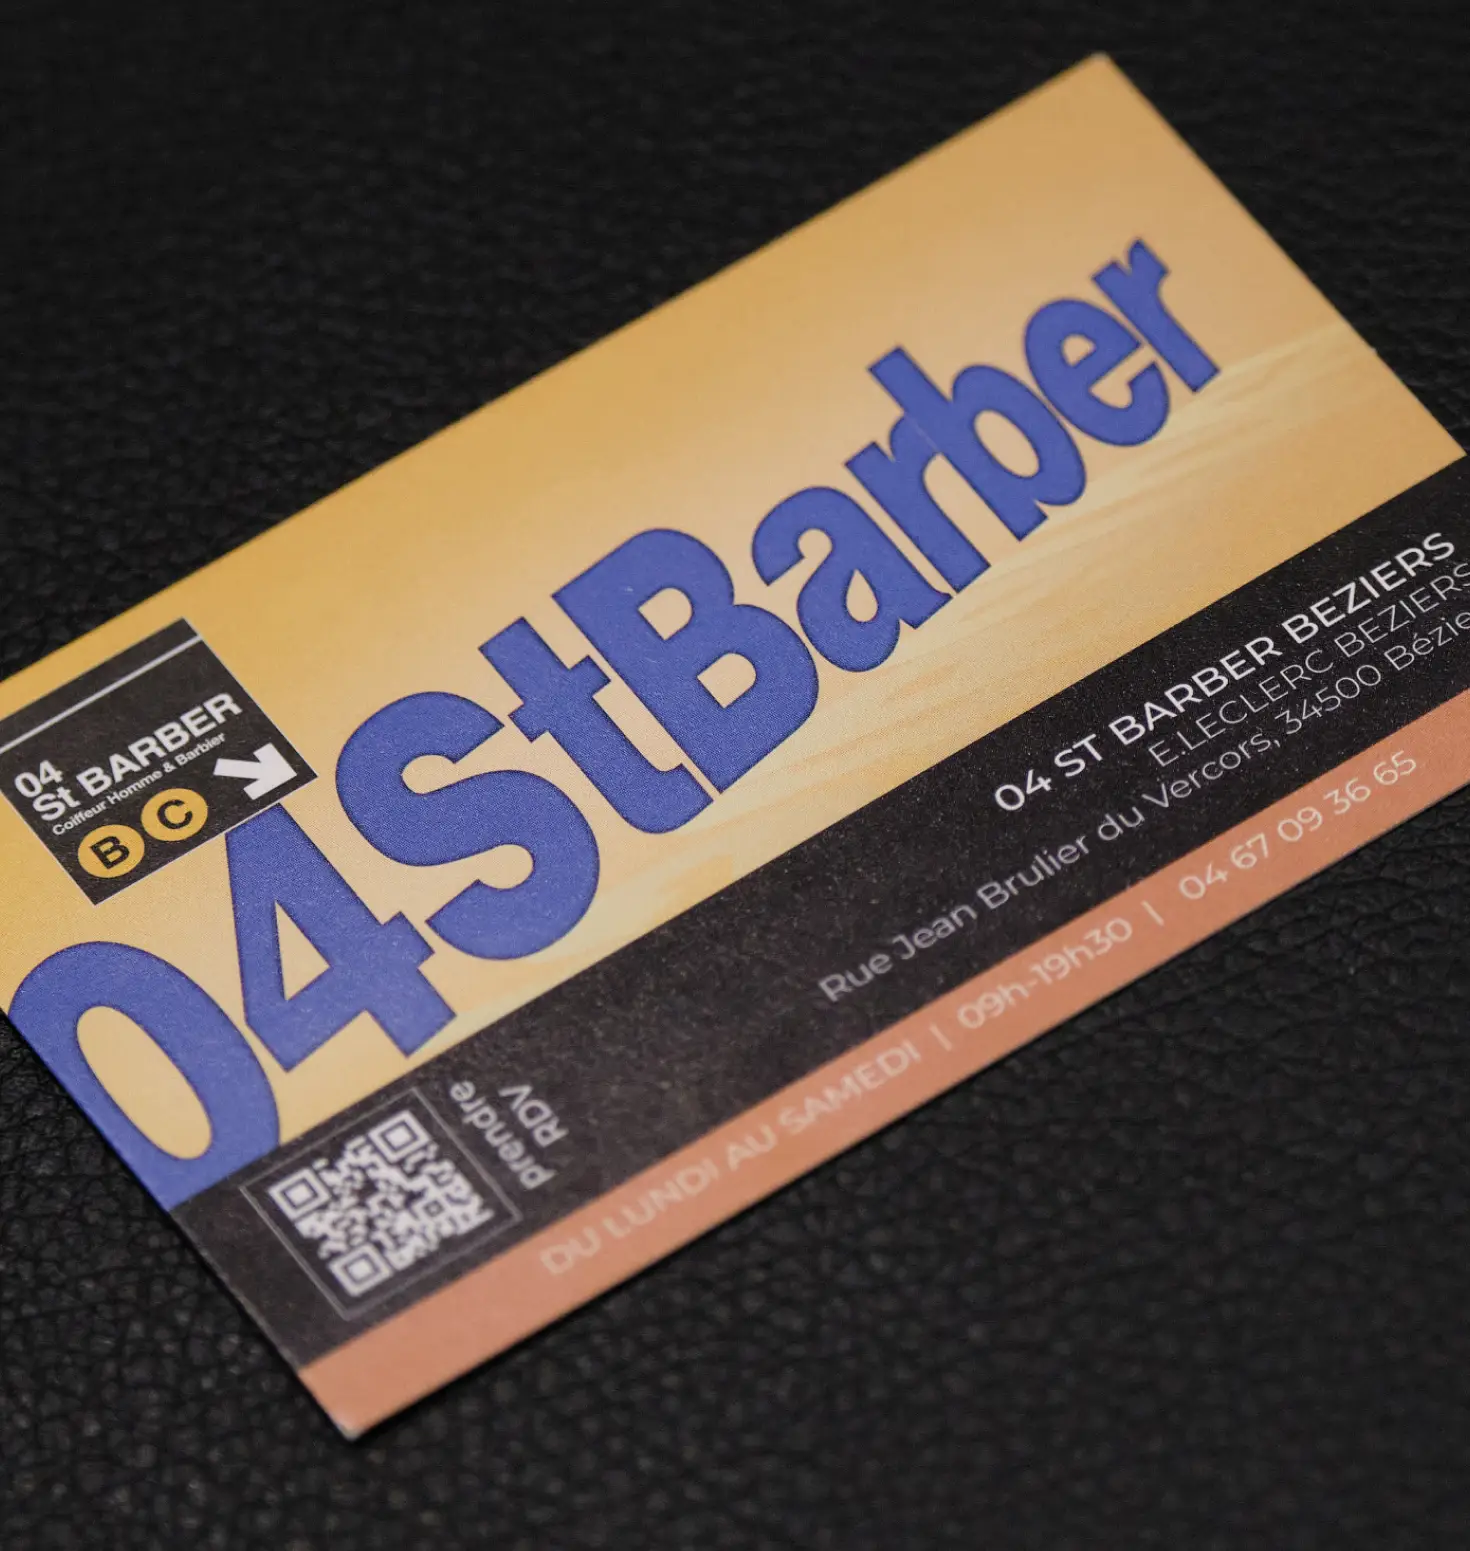 04
St BARBER
Coiffeur Homme & Barbier
B C
04StBarber
04 ST BARBER BEZIERS
E.LECLERC BEZIERS
Rue Jean Brulier du Vercors, 34500
prendre
RDV
DU LUNDI AU SAMEDI | 09h-19h30 | 04 67 09 36 65